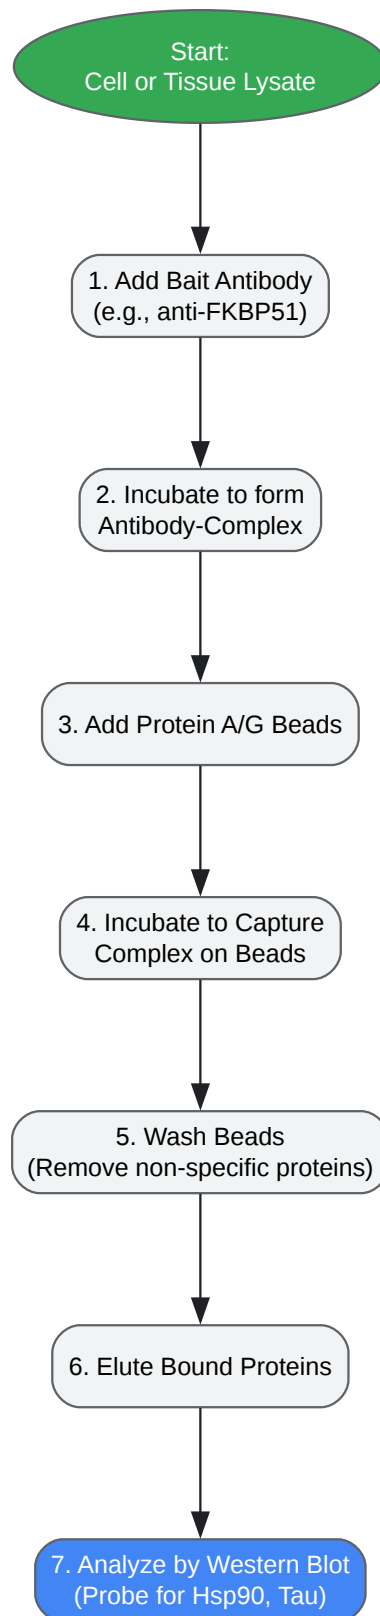 Start:
Cell or Tissue Lysate
1. Add Bait Antibody
(e.g., anti-FKBP51)
2. Incubate to form
Antibody-Complex
3. Add Protein A/G Beads
4. Incubate to Capture
Complex on Beads
5. Wash Beads
(Remove non-specific proteins)
6. Elute Bound Proteins
7. Analyze by Western Blot
(Probe for Hsp90, Tau)